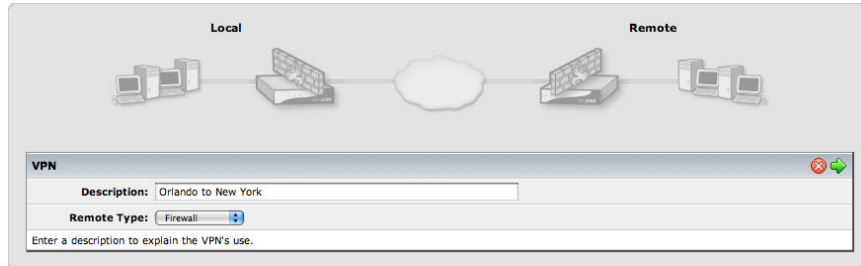 Local
Remote
VPN
Description: Orlando to New York
Remote Type: Firewall
Enter a description to explain the VPN's use.